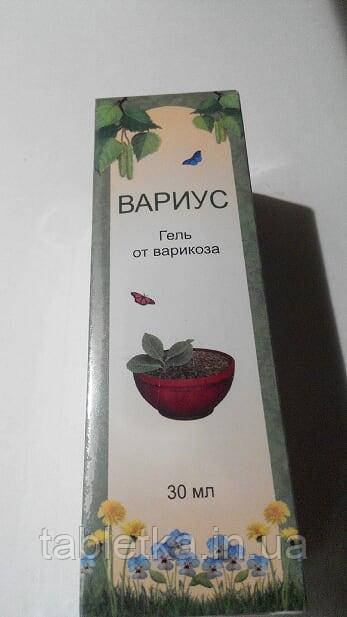 ВАРИУС
Гель
от варикоза
30 мл
tabletka.in.ua